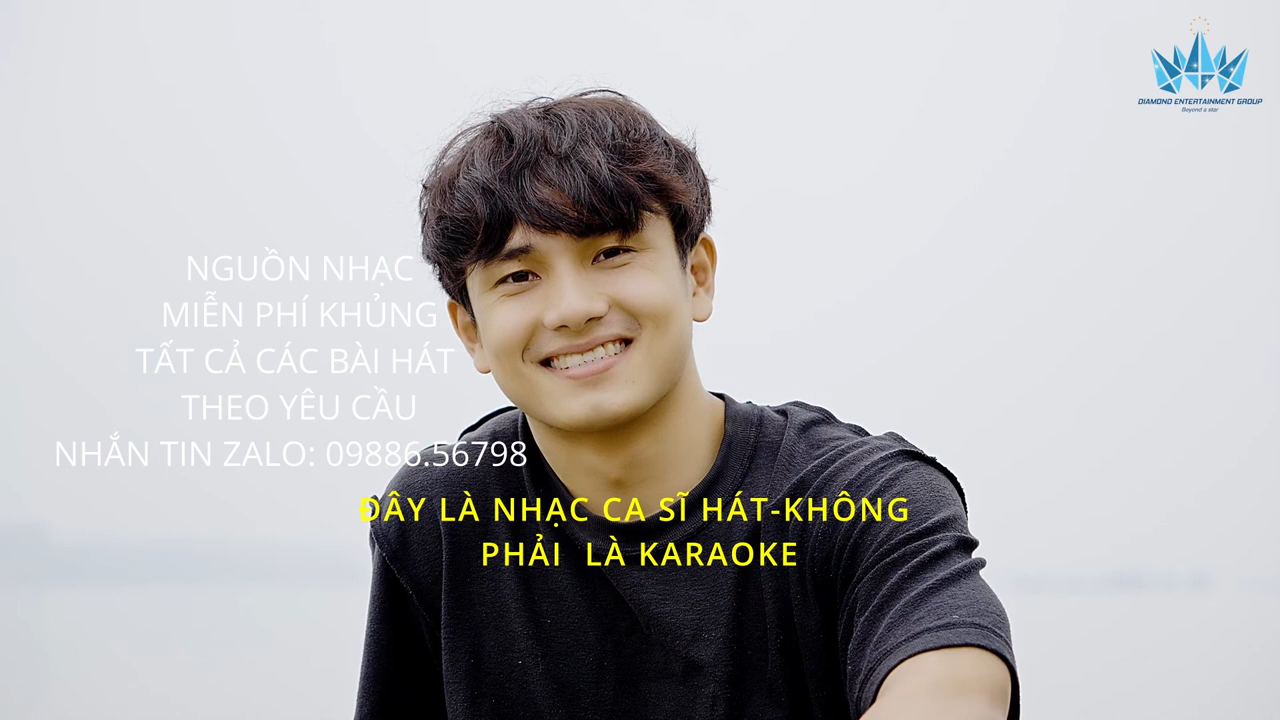 DIAMOND ENTERTAINMENT GROUP
Beyond a star
NGUỒN NHẠC
MIỄN PHÍ KHỦNG
TẤT CẢ CÁC BÀI HÁT
THEO YÊU CẦU
NHẮN TIN ZALO: 09886.56798
ĐÂY LÀ NHẠC CA SĨ HÁT-KHÔNG
PHẢI LÀ KARAOKE